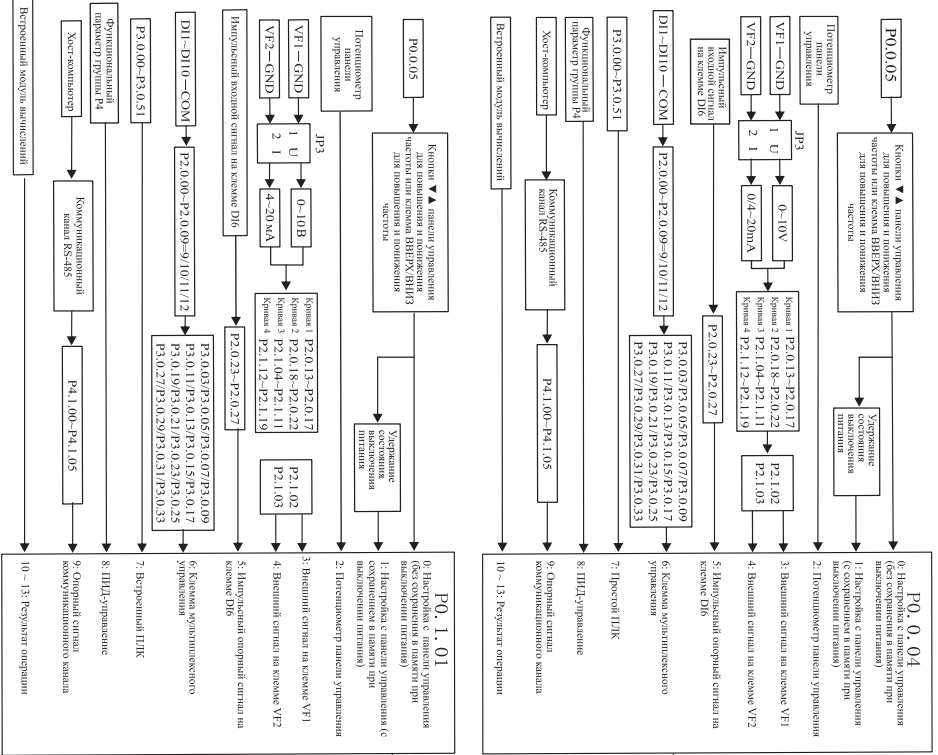 P0.0.05
Кнопки ▼ ▲ панели управления
для повышения и понижения
частоты или клемма ВВЕРХ/ВНИЗ
для повышения и понижения
частоты
Удержание
состояния
выключения
питания
P0. 0. 04
0: Настройка с панели управления
(без сохранения в памяти при
выключении питания)
1: Настройка с панели управления
(с сохранением в памяти при
выключении питания)
Потенциометр
панели
управления
2: Потенциометр панели управления
VF1—GND
VF2—GND
JP3
1 U
2 I
0~10V
0/4~20mA
Кривая 1 P2.0.13~P2.0.17
Кривая 2 P2.0.18~P2.0.22
Кривая 3 P2.1.04~P2.1.11
Кривая 4 P2.1.12~P2.1.19
P2.1.02
P2.1.03
3: Внешний сигнал на клемме VF1
4: Внешний сигнал на клемме VF2
Импульсный
входной сигнал
на клемме DI6
P2.0.23~P2.0.27
5: Импульсный опорный сигнал на
клемме DI6
DI1~DI10—COM
P2.0.00~P2.0.09=9/10/11/12
P3.0.03/P3.0.05/P3.0.07/P3.0.09
P3.0.11/P3.0.13/P3.0.15/P3.0.17
P3.0.19/P3.0.21/P3.0.23/P3.0.25
P3.0.27/P3.0.29/P3.0.31/P3.0.33
6: Клемма мультиплексного
управления
P3.0.00~P3.0.51
7: Простой ПЛК
Функциональный
параметр группы P4
8: ПИД-управление
Хост-компьютер
Коммуникационный
канал RS-485
P4.1.00~P4.1.05
9: Опорный сигнал
коммуникационного канала
Встроенный модуль вычислений
10 ~ 13: Результат операции
P0.0.05
Кнопки ▼ ▲ панели управления
для повышения и понижения
частоты или клемма ВВЕРХ/ВНИЗ
для повышения и понижения
частоты
Удержание
состояния
выключения
питания
P0. 1. 01
0: Настройка с панели управления
(без сохранения в памяти при
выключении питания)
1: Настройка с панели управления (с
сохранением в памяти при
выключении питания)
Потенциометр
панели
управления
2: Потенциометр панели управления
VF1—GND
VF2—GND
JP3
1 U
2 I
0~10В
4~20 мА
Кривая 1 P2.0.13~P2.0.17
Кривая 2 P2.0.18~P2.0.22
Кривая 3 P2.1.04~P2.1.11
Кривая 4 P2.1.12~P2.1.19
P2.1.02
P2.1.03
3: Внешний сигнал на клемме VF1
4: Внешний сигнал на клемме VF2
Импульсный входной сигнал на клемме DI6
P2.0.23~P2.0.27
5: Импульсный опорный сигнал на
клемме DI6
DI1~DI10—COM
P2.0.00~P2.0.09=9/10/11/12
P3.0.03/P3.0.05/P3.0.07/P3.0.09
P3.0.11/P3.0.13/P3.0.15/P3.0.17
P3.0.19/P3.0.21/P3.0.23/P3.0.25
P3.0.27/P3.0.29/P3.0.31/P3.0.33
6: Клемма мультиплексного
управления
P3.0.00~P3.0.51
7: Встроенный ПЛК
Функциональный
параметр группы P4
8: ПИД-управление
Хост-компьютер
Коммуникационный
канал RS-485
P4.1.00~P4.1.05
9: Опорный сигнал
коммуникационного канала
Встроенный модуль вычислений
10 ~ 13: Результат операции